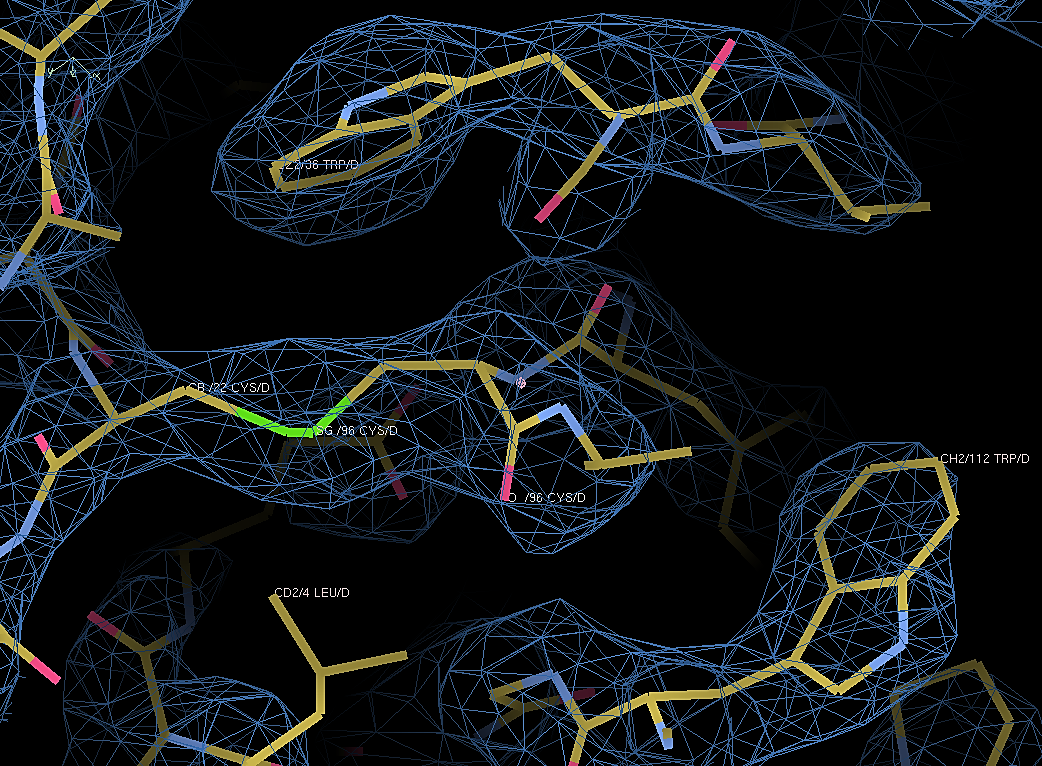 CZ2/36 TRP/D
CB /22 CYS/D
SG /96 CYS/D
CH2/112 TRP/D
O /96 CYS/D
CD2/4 LEU/D